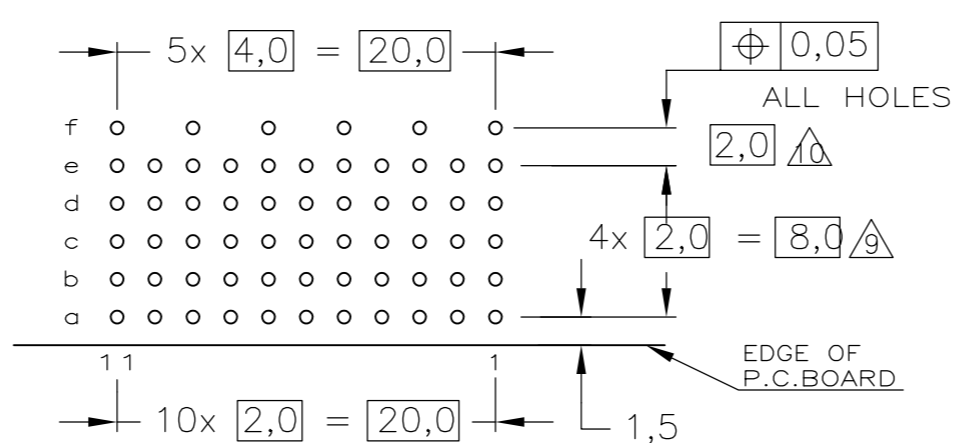 5x 4,0 = 20,0
⌖ 0,05
ALL HOLES
f
2,0 10
e
d
c
4x 2,0 = 8,0 9
b
a
11 1
EDGE OF
P.C.BOARD
10x 2,0 = 20,0
1,5